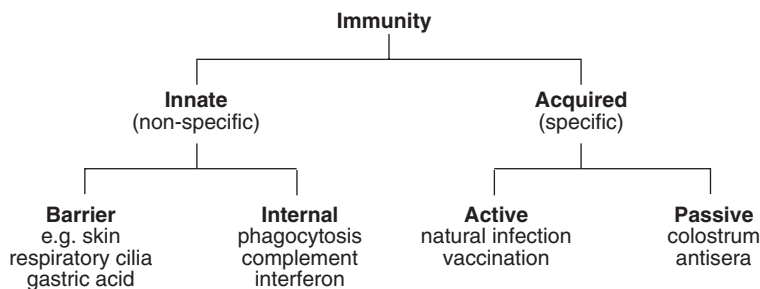 Immunity
Innate
(non-specific)
Acquired
(specific)
Barrier
e.g. skin
respiratory cilia
gastric acid
Internal
phagocytosis
complement
interferon
Active
natural infection
vaccination
Passive
colostrum
antisera